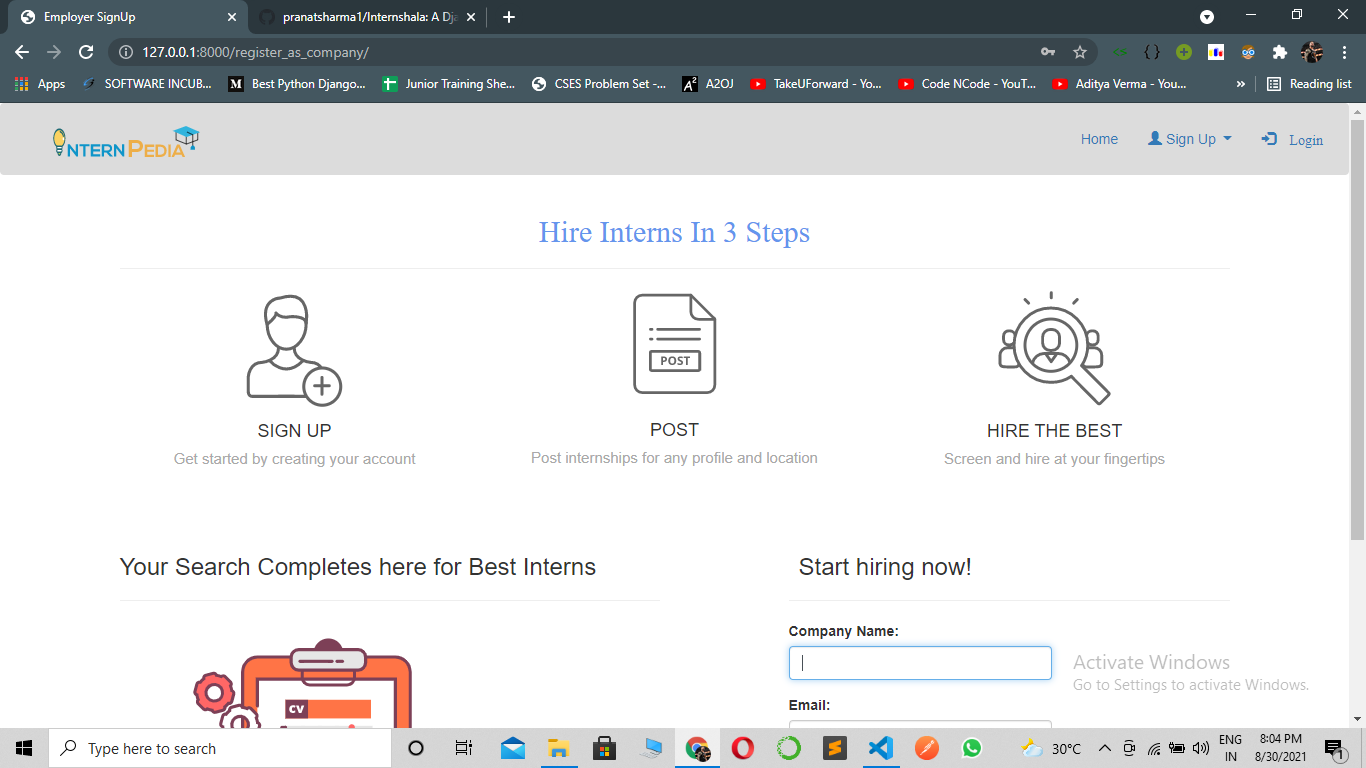 Employer SignUp
pranatsharma1/Internshala: A Dja
127.0.0.1:8000/register_as_company/
Apps
SOFTWARE INCUB...
M
Best Python Django...
Junior Training She...
CSES Problem Set -...
A2
A2OJ
TakeUForward - Yo...
Code NCode - YouT...
Aditya Verma - You...
»
Reading list
INTERNPEDIA
Home
Sign Up
Login
Hire Interns In 3 Steps
POST
SIGN UP
POST
HIRE THE BEST
Get started by creating your account
Post internships for any profile and location
Screen and hire at your fingertips
Your Search Completes here for Best Interns
Start hiring now!
Company Name:
CV
Activate Windows
Go to Settings to activate Windows.
Email:
Type here to search
30°C
ENG
IN
8:04 PM
8/30/2021
1